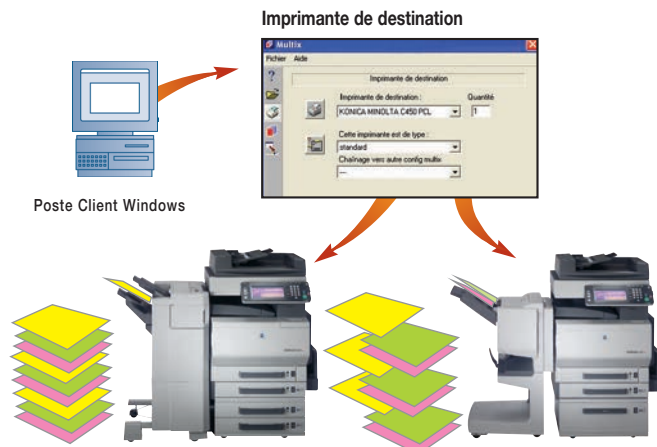 Imprimante de destination
Multix
Fichier Aide
Imprimante de destination
Imprimante de destination : Quantité
KONICA MINOLTA C450 PCL 1
Cette imprimante est de type :
standard
Chaînage vers autre config multix
---
Poste Client Windows